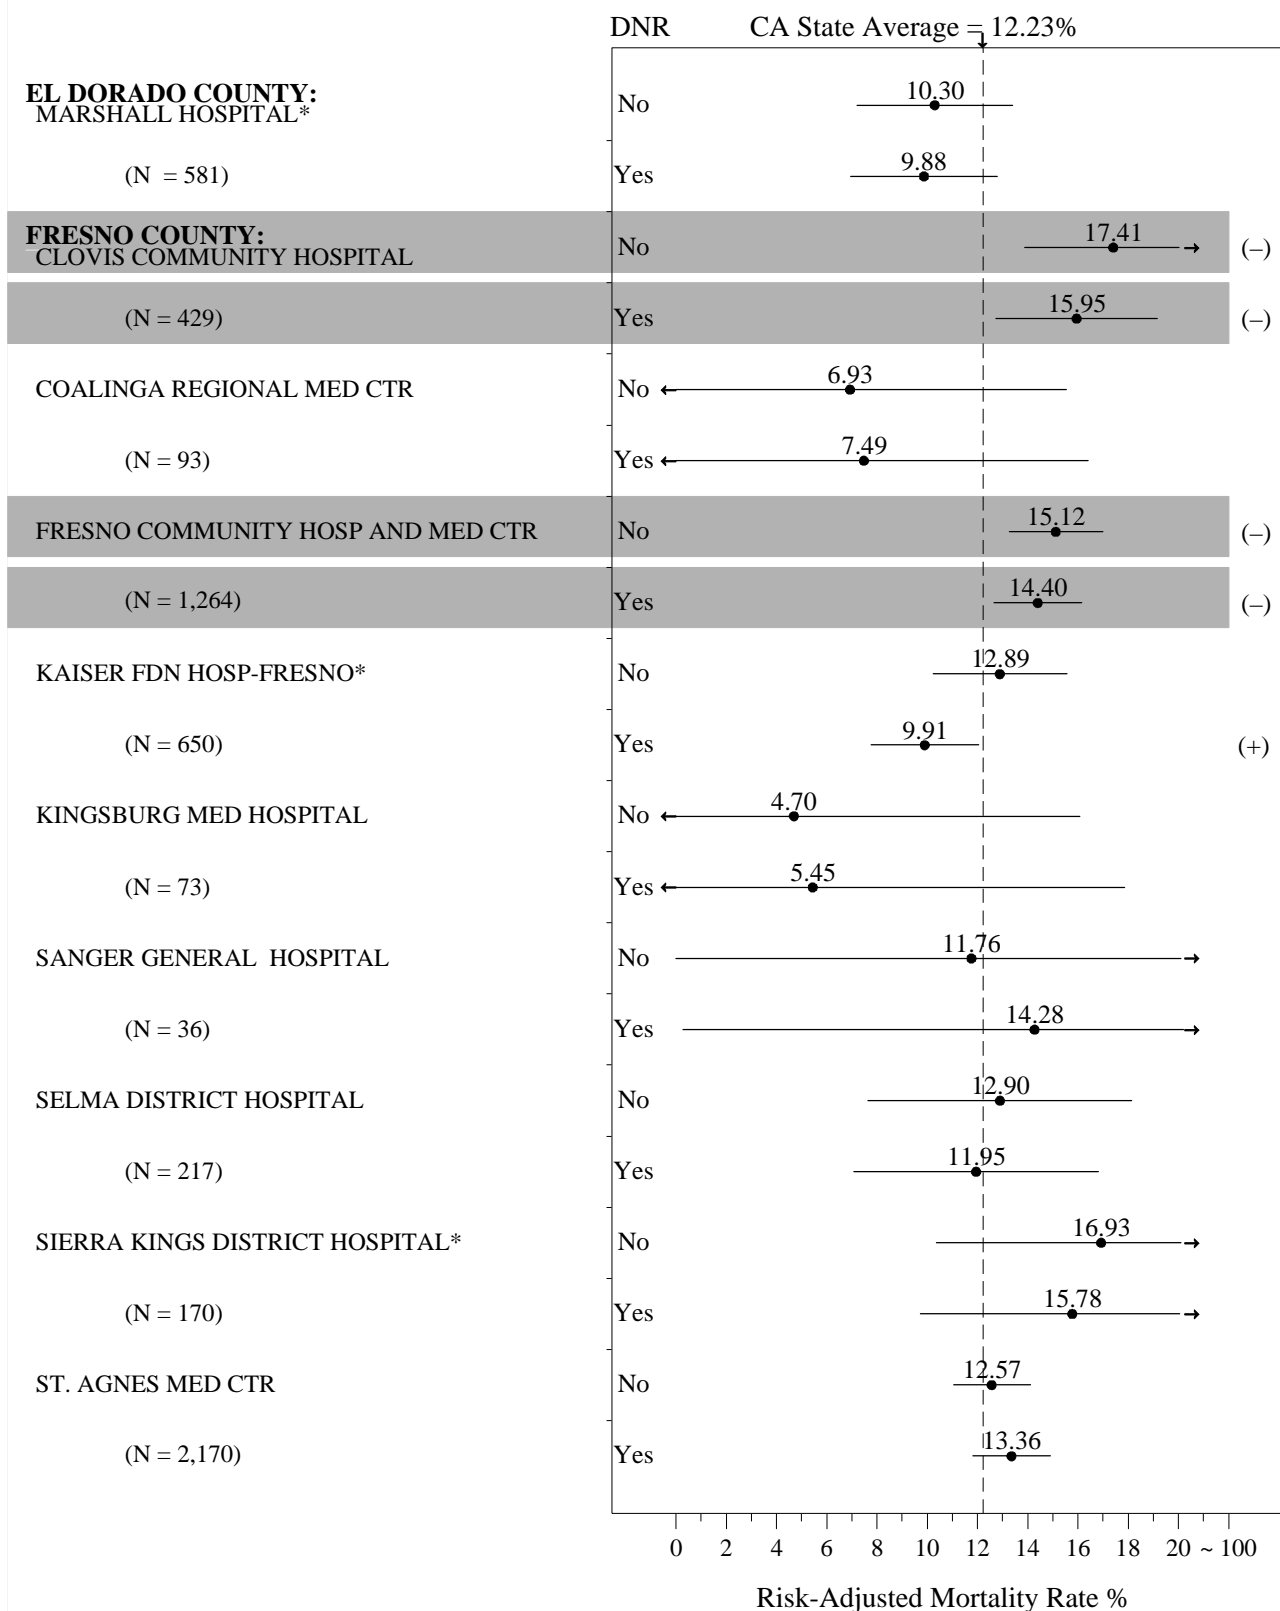 DNR CA State Average = 12.23%
EL DORADO COUNTY:
MARSHALL HOSPITAL* No 10.30
(N = 581) Yes 9.88
FRESNO COUNTY:
CLOVIS COMMUNITY HOSPITAL No 17.41 (–)
(N = 429) Yes 15.95 (–)
COALINGA REGIONAL MED CTR No 6.93
(N = 93) Yes 7.49
FRESNO COMMUNITY HOSP AND MED CTR No 15.12 (–)
(N = 1,264) Yes 14.40 (–)
KAISER FDN HOSP-FRESNO* No 12.89
(N = 650) Yes 9.91 (+)
KINGSBURG MED HOSPITAL No 4.70
(N = 73) Yes 5.45
SANGER GENERAL HOSPITAL No 11.76
(N = 36) Yes 14.28
SELMA DISTRICT HOSPITAL No 12.90
(N = 217) Yes 11.95
SIERRA KINGS DISTRICT HOSPITAL* No 16.93
(N = 170) Yes 15.78
ST. AGNES MED CTR No 12.57
(N = 2,170) Yes 13.36
0 2 4 6 8 10 12 14 16 18 20 ~ 100
Risk-Adjusted Mortality Rate %